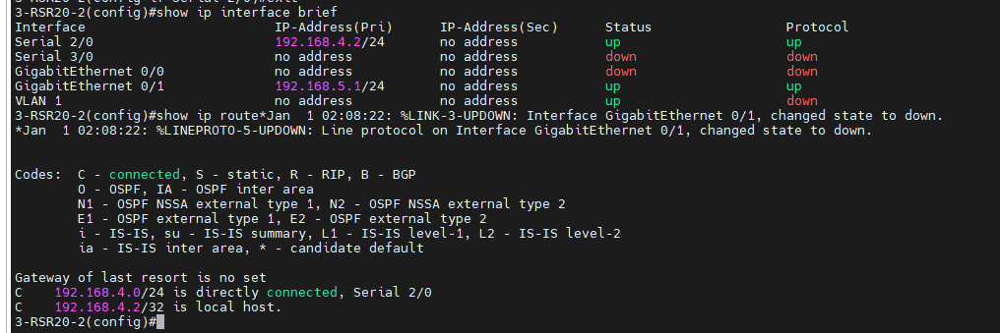 3-RSR20-2(config)#show ip interface brief
Interface IP-Address(Pri) IP-Address(Sec) Status Protocol
Serial 2/0 192.168.4.2/24 no address up up
Serial 3/0 no address no address down down
GigabitEthernet 0/0 no address no address down down
GigabitEthernet 0/1 192.168.5.1/24 no address up up
VLAN 1 no address no address up down
3-RSR20-2(config)#show ip route*Jan  1 02:08:22: %LINK-3-UPDOWN: Interface GigabitEthernet 0/1, changed state to down.
*Jan  1 02:08:22: %LINEPROTO-5-UPDOWN: Line protocol on Interface GigabitEthernet 0/1, changed state to down.
Codes:  C - connected, S - static, R - RIP, B - BGP
O - OSPF, IA - OSPF inter area
N1 - OSPF NSSA external type 1, N2 - OSPF NSSA external type 2
E1 - OSPF external type 1, E2 - OSPF external type 2
i - IS-IS, su - IS-IS summary, L1 - IS-IS level-1, L2 - IS-IS level-2
ia - IS-IS inter area, * - candidate default
Gateway of last resort is no set
C    192.168.4.0/24 is directly connected, Serial 2/0
C    192.168.4.2/32 is local host.
3-RSR20-2(config)#